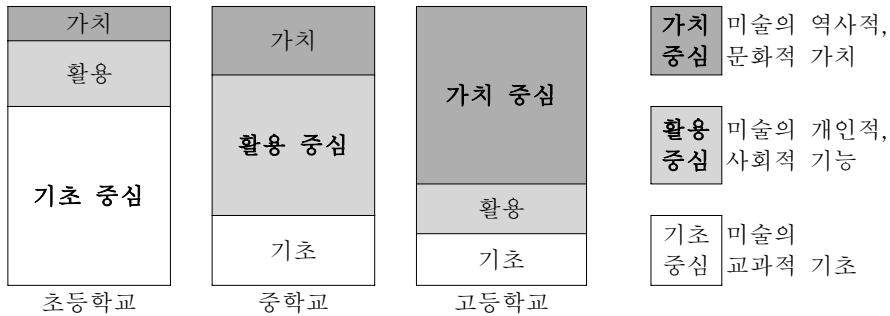 가치
활용
기초 중심
초등학교
가치
활용 중심
기초
중학교
가치 중심
활용
기초
고등학교
가치 미술의 역사적,
중심 문화적 가치
활용 미술의 개인적,
중심 사회적 기능
기초 미술의
중심 교과적 기초